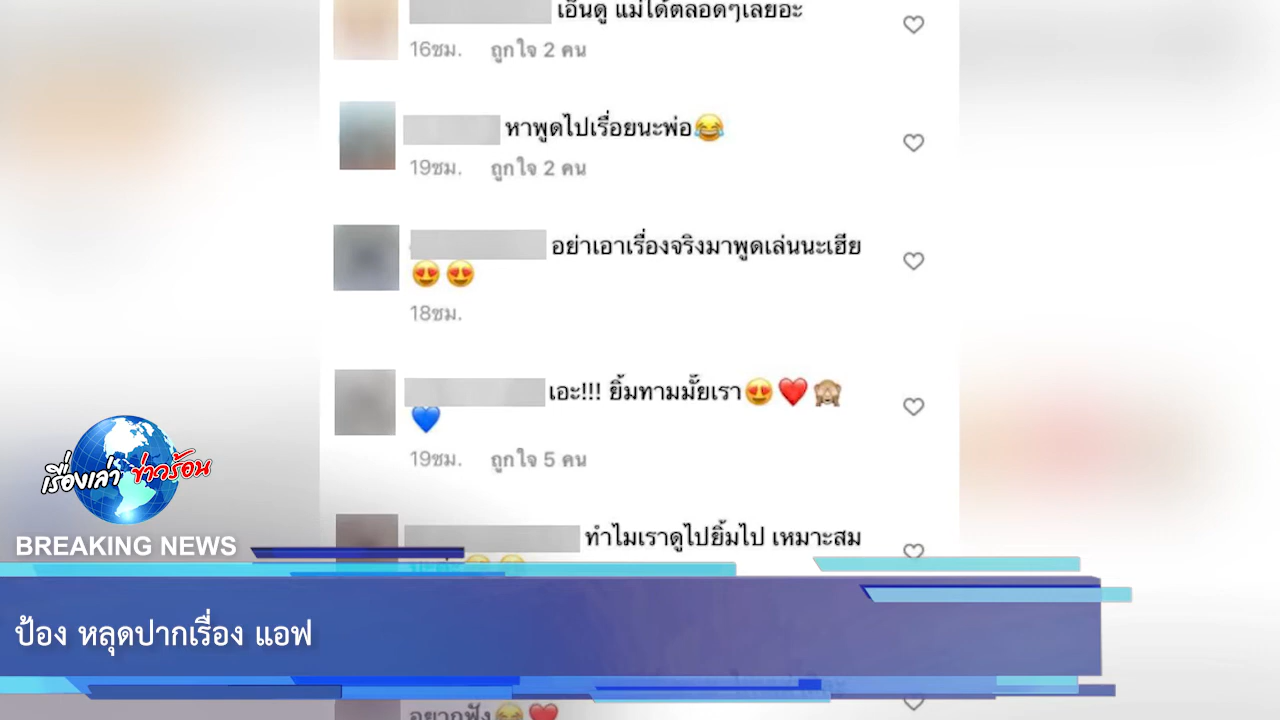 เอ็นดู แม่ได้ตลอดๆเลยอะ
16ชม. ถูกใจ 2 คน
หาพูดไปเรื่อยนะพ่อ😂
19ชม. ถูกใจ 2 คน
อย่าเอาเรื่องจริงมาพูดเล่นนะเฮีย
😍😍
18ชม.
เอะ!!! ยิ้มทามมั้ยเรา😍❤️🙈
💙
19ชม. ถูกใจ 5 คน
ทำไมเราดูไปยิ้มไป เหมาะสม
เรื่องเล่า ข่าวร้อน
BREAKING NEWS
ป้อง หลุดปากเรื่อง แอฟ
อยากฟัง😂❤️